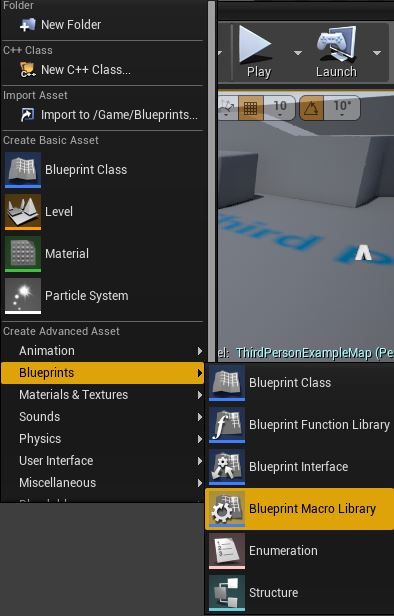 Folder
New Folder
C++ Class
New C++ Class...
Import Asset
Import to /Game/Blueprints...
Create Basic Asset
Blueprint Class
Level
Material
Particle System
Create Advanced Asset
Animation
Blueprints
Materials & Textures
Sounds
Physics
User Interface
Miscellaneous
Play
Launch
10
10°
Third
ThirdPersonExampleMap (Pe
Blueprint Class
Blueprint Function Library
Blueprint Interface
Blueprint Macro Library
Enumeration
Structure